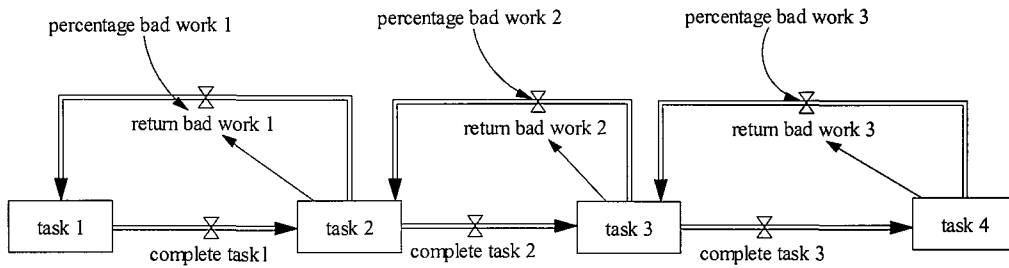 percentage bad work 1
percentage bad work 2
percentage bad work 3
return bad work 1
return bad work 2
return bad work 3
task 1
task 2
task 3
task 4
complete task1
complete task 2
complete task 3